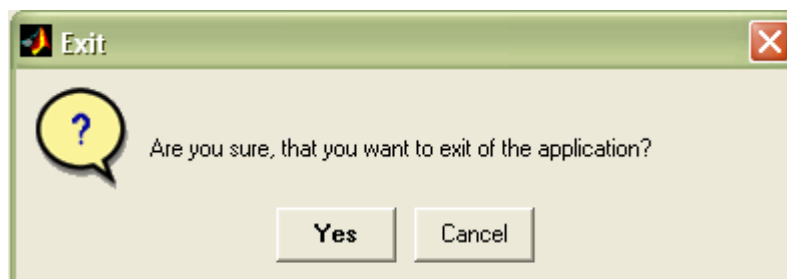 Exit
?
Are you sure, that you want to exit of the application?
Yes Cancel